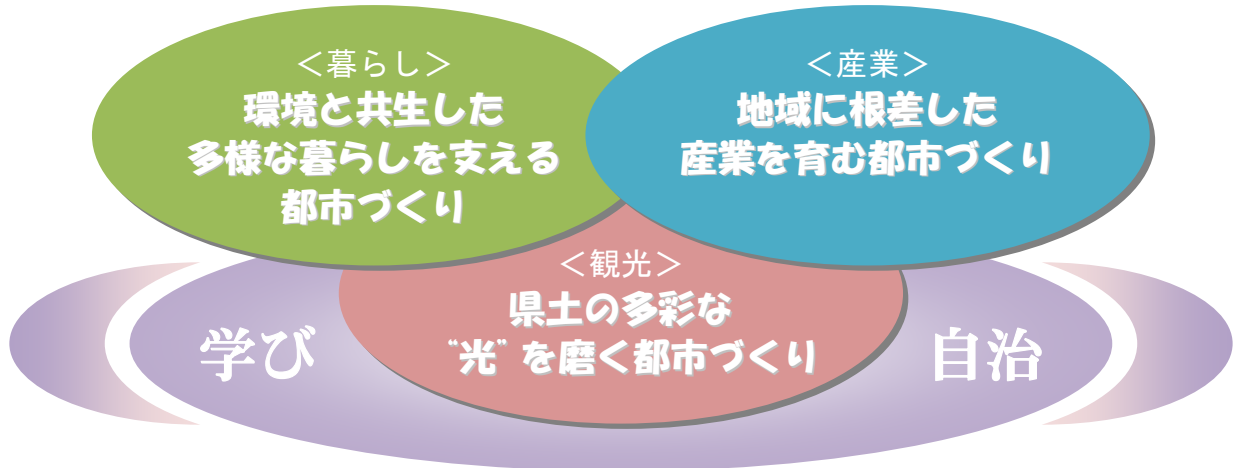 ＜暮らし＞
環境と共生した
多様な暮らしを支える
都市づくり
＜産業＞
地域に根差した
産業を育む都市づくり
＜観光＞
県土の多彩な
“光”を磨く都市づくり
学び
自治